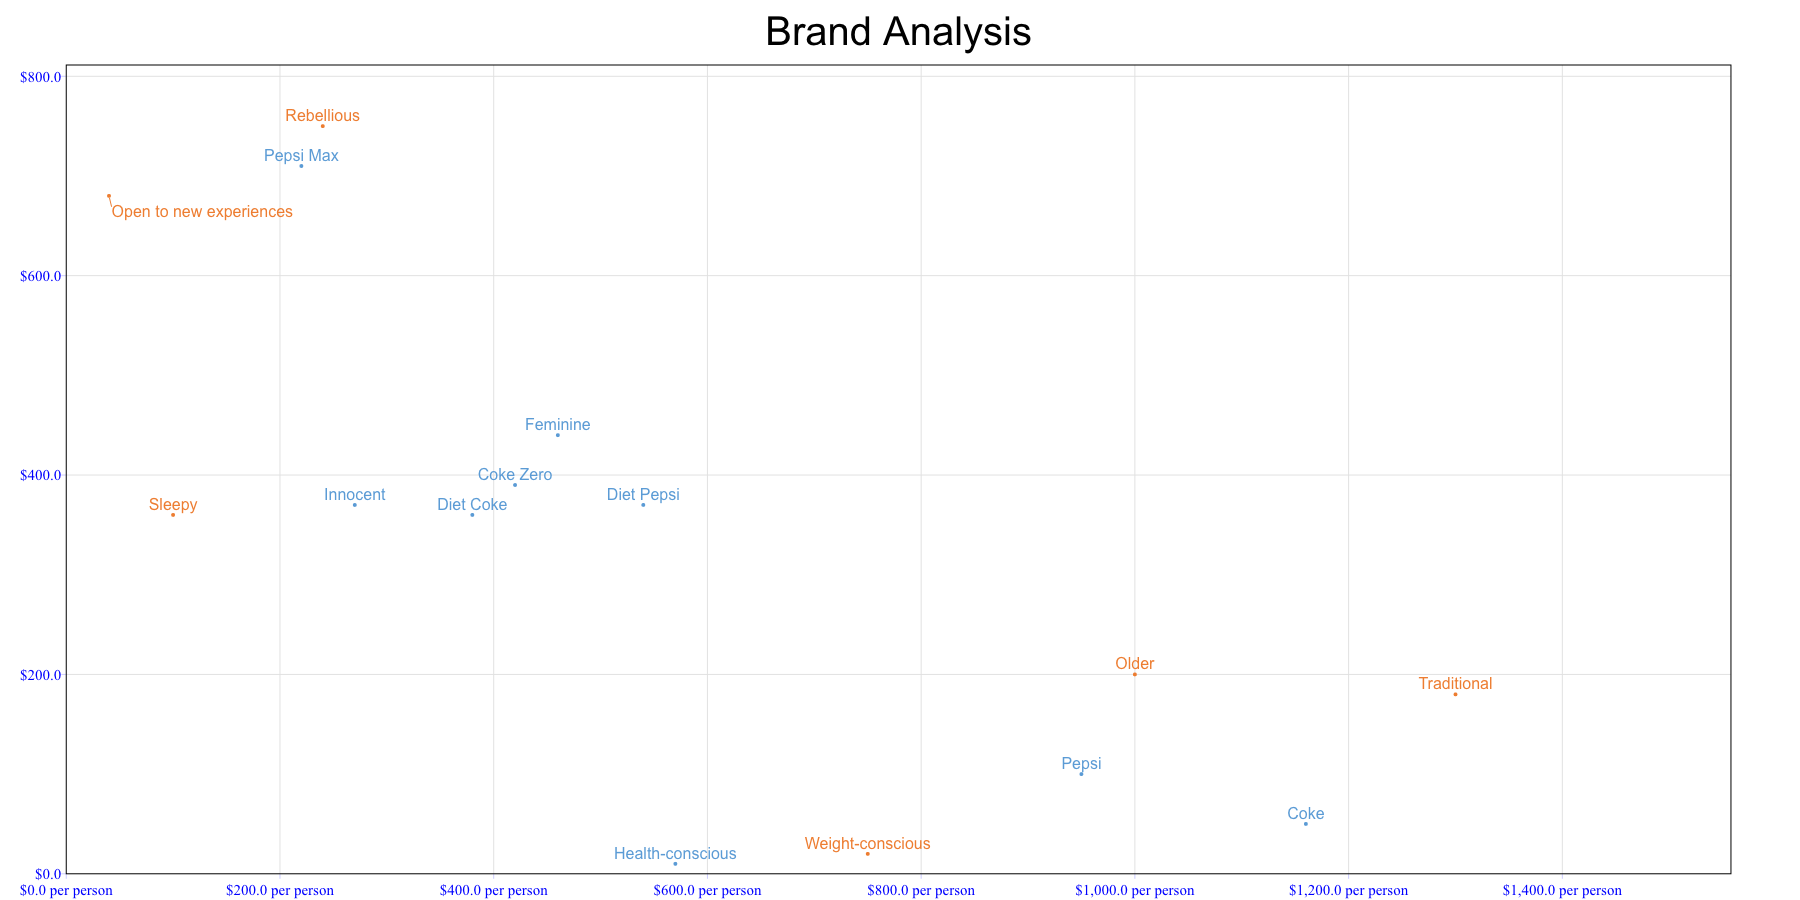 Brand Analysis
$800.0
Rebellious
Pepsi Max
Open to new experiences
$600.0
Feminine
$400.0
Coke Zero
Innocent
Diet Pepsi
Sleepy
Diet Coke
Older
$200.0
Traditional
Pepsi
Coke
Weight-conscious
Health-conscious
$0.0
$0.0 per person
$200.0 per person
$400.0 per person
$600.0 per person
$800.0 per person
$1,000.0 per person
$1,200.0 per person
$1,400.0 per person